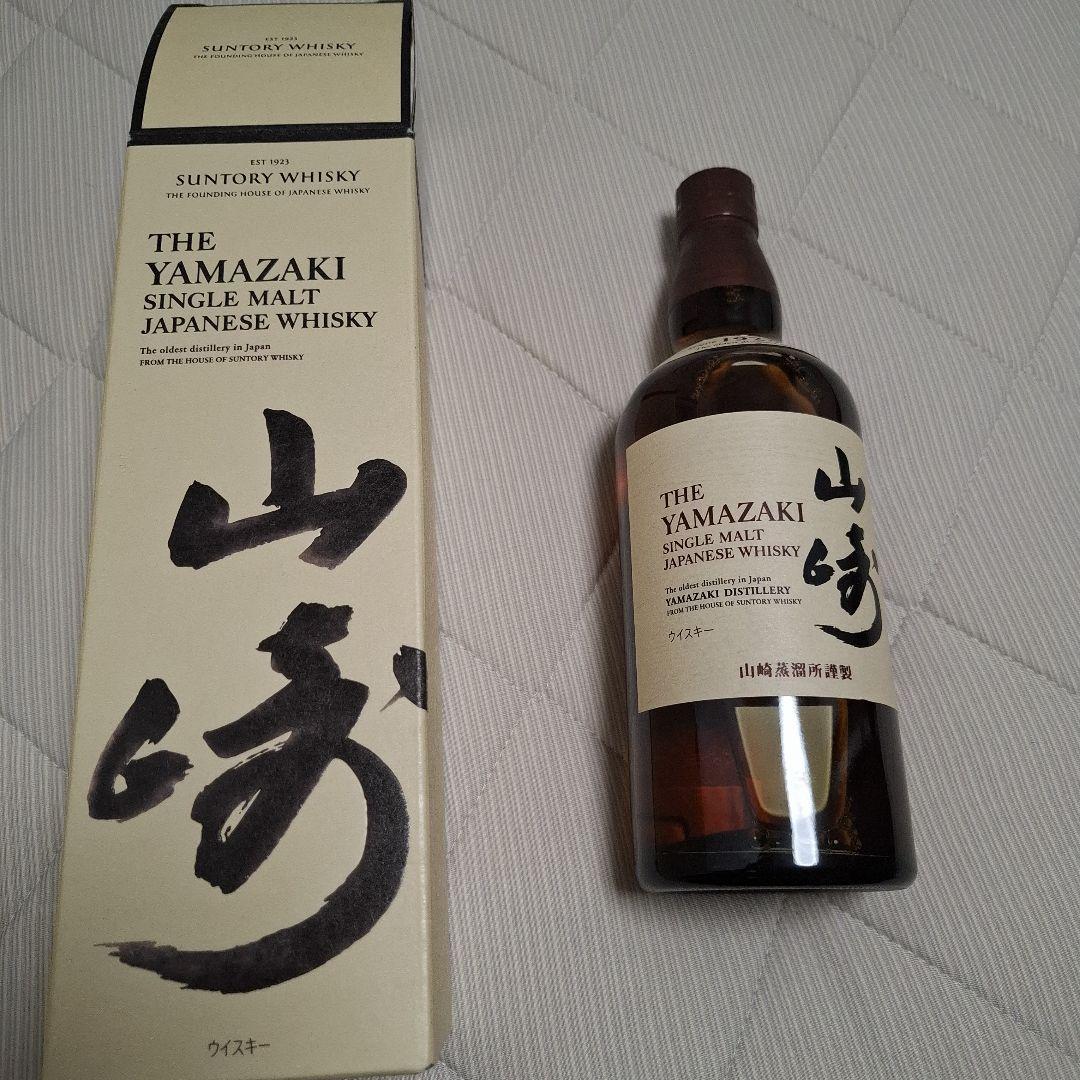 EST 1923
SUNTORY WHISKY
THE FOUNDING HOUSE OF JAPANESE WHISKY
EST 1923
SUNTORY WHISKY
THE FOUNDING HOUSE OF JAPANESE WHISKY
THE
YAMAZAKI
SINGLE MALT
JAPANESE WHISKY
The oldest distillery in Japan
FROM THE HOUSE OF SUNTORY WHISKY
山
崎
ウイスキー
THE
YAMAZAKI
SINGLE MALT
JAPANESE WHISKY
The oldest distillery in Japan
YAMAZAKI DISTILLERY
FROM THE HOUSE OF SUNTORY WHISKY
ウイスキー
山
崎
山崎蒸溜所謹製